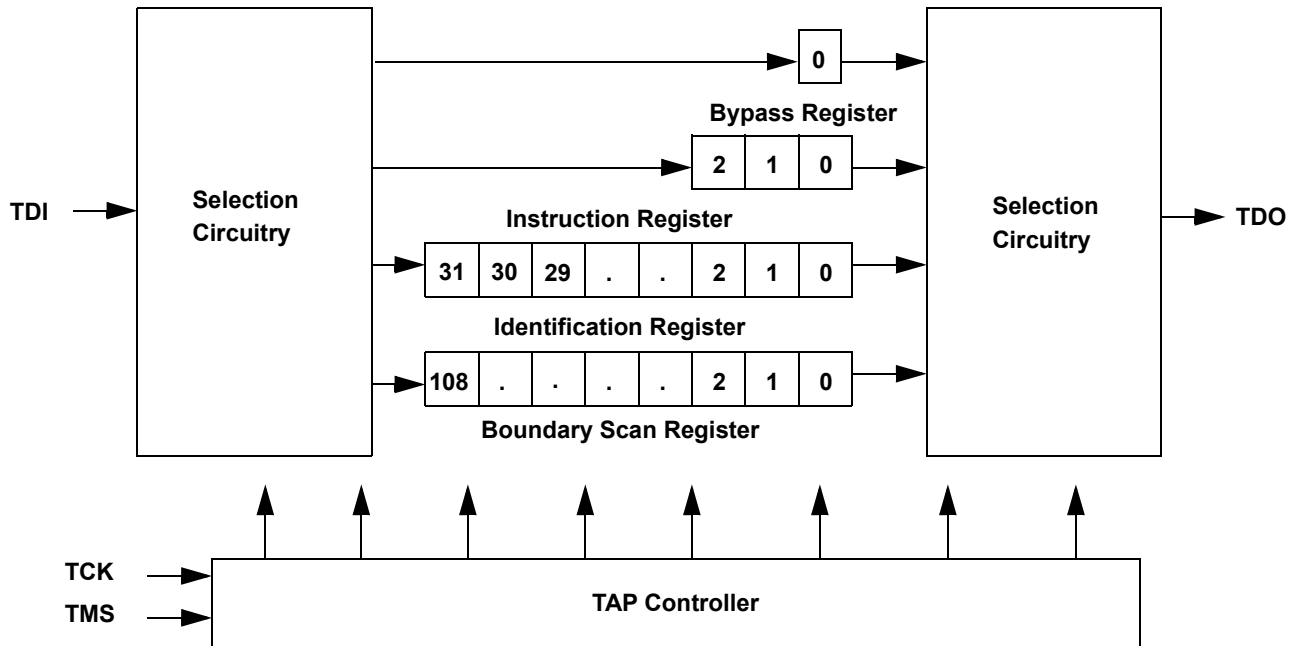 0
Bypass Register
2 1 0
TDI
Selection
Circuitry
Instruction Register
Selection
Circuitry
TDO
31 30 29 . . 2 1 0
Identification Register
108 . . . . 2 1 0
Boundary Scan Register
TCK
TMS
TAP Controller